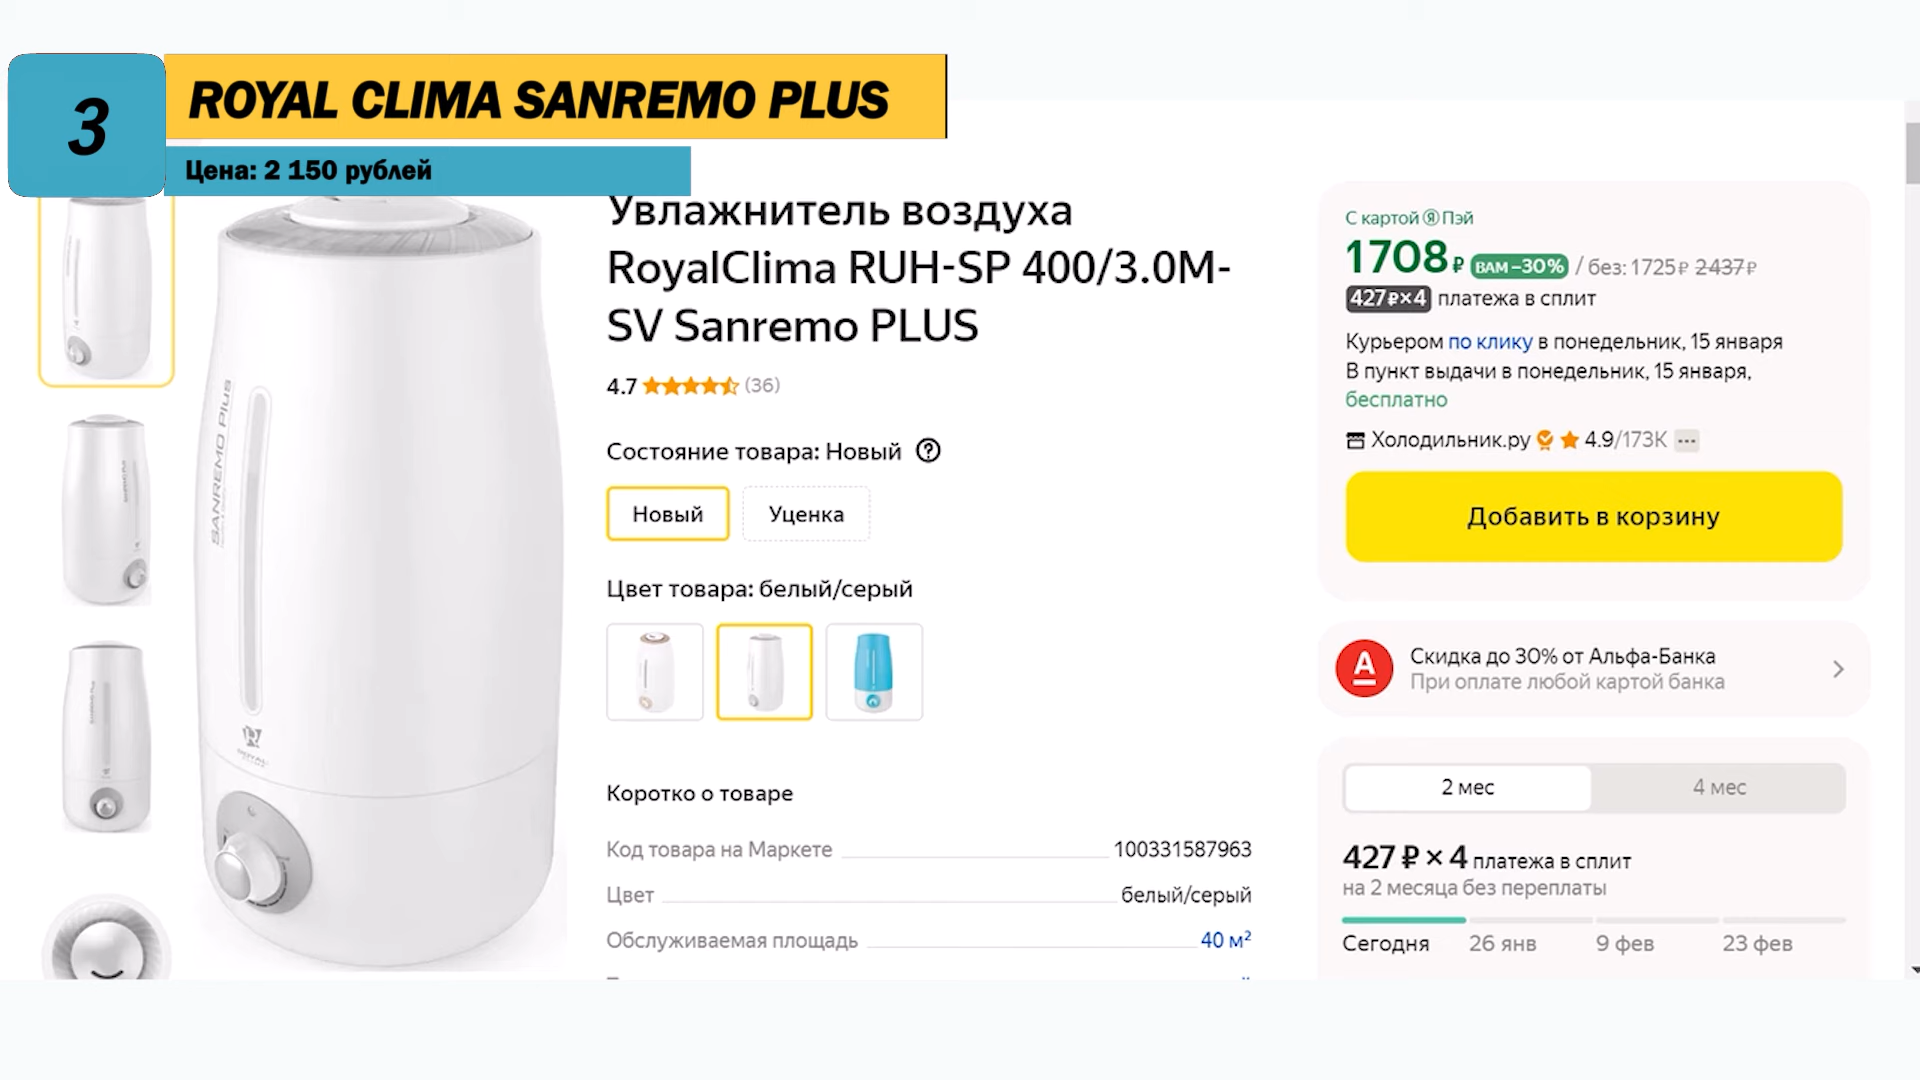 3
ROYAL CLIMA SANREMO PLUS
Цена: 2 150 рублей
SANREMO Plus
Увлажнитель воздуха
RoyalClima RUH-SP 400/3.0M-
SV Sanremo PLUS
4.7 (36)
Состояние товара: Новый ?
Новый
Уценка
Цвет товара: белый/серый
Коротко о товаре
Код товара на Маркете 100331587963
Цвет белый/серый
Обслуживаемая площадь 40 м²
С картой Я Пэй
1708 ₽ ВАМ –30% / без: 1725 ₽ 2437 ₽
427 ₽ × 4 платежа в сплит
Курьером по клику в понедельник, 15 января
В пункт выдачи в понедельник, 15 января,
бесплатно
Холодильник.ру 4.9/173K ···
Добавить в корзину
А
Скидка до 30% от Альфа-Банка
При оплате любой картой банка
2 мес
4 мес
427 ₽ × 4 платежа в сплит
на 2 месяца без переплаты
Сегодня 26 янв 9 фев 23 фев